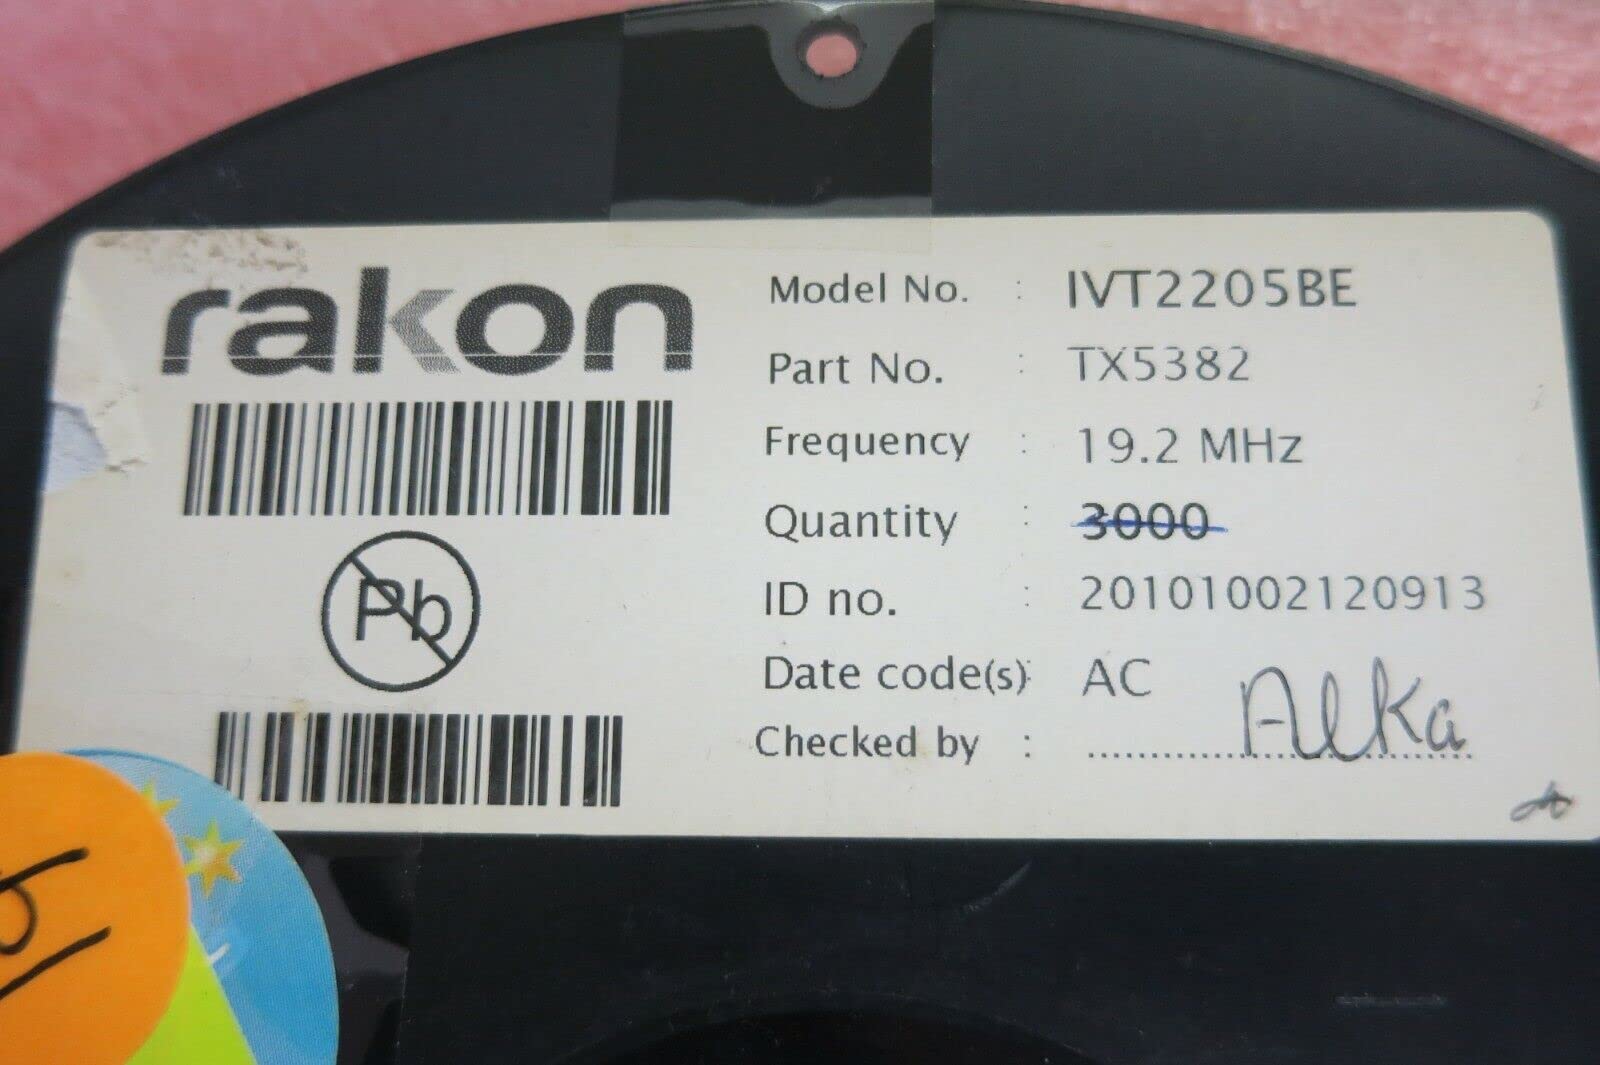 rakon
Model No. : IVT2205BE
Part No. : TX5382
Frequency : 19.2 MHz
Quantity : 3000
ID no. : 20101002120913
Date code(s): AC
Checked by : Alka
Pb